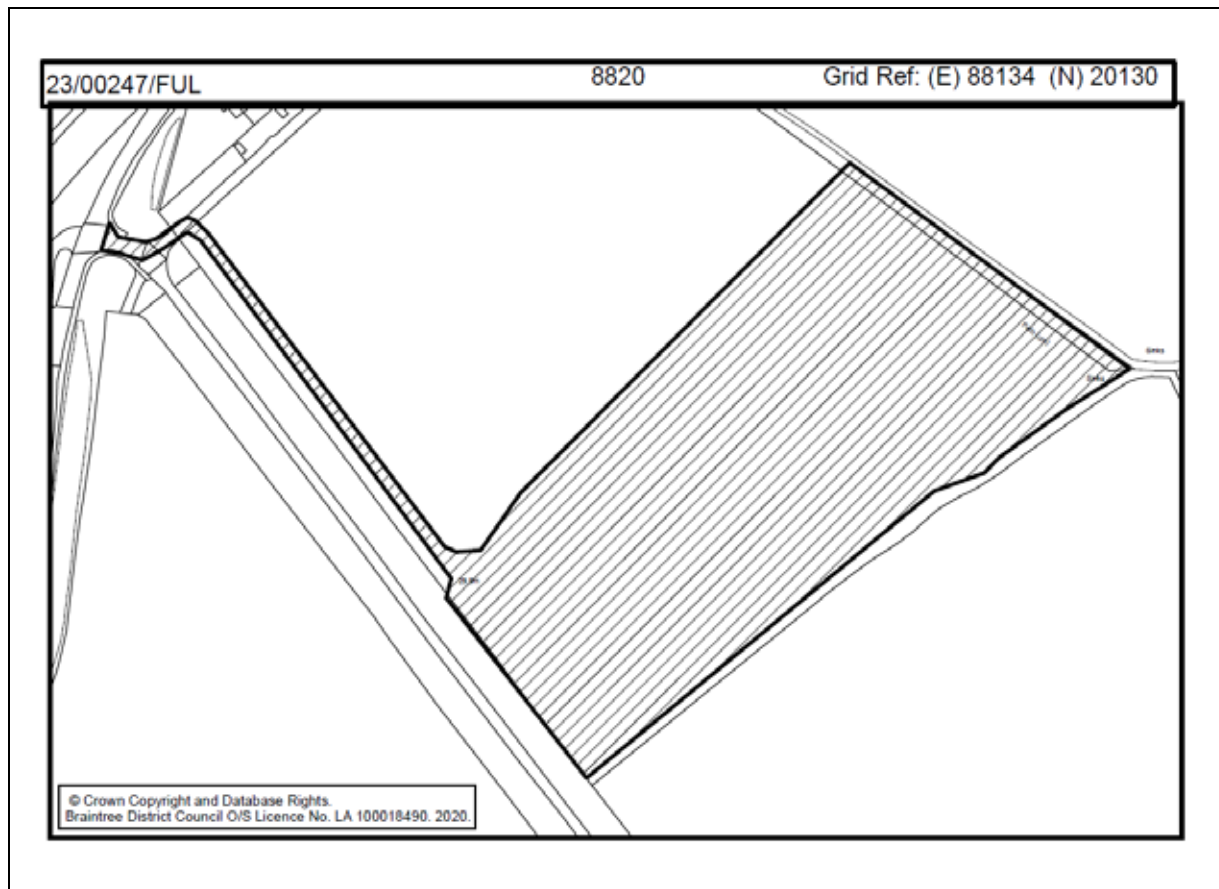 23/00247/FUL
8820
Grid Ref: (E) 88134 (N) 20130
© Crown Copyright and Database Rights.
Braintree District Council O/S Licence No. LA 100018490. 2020.